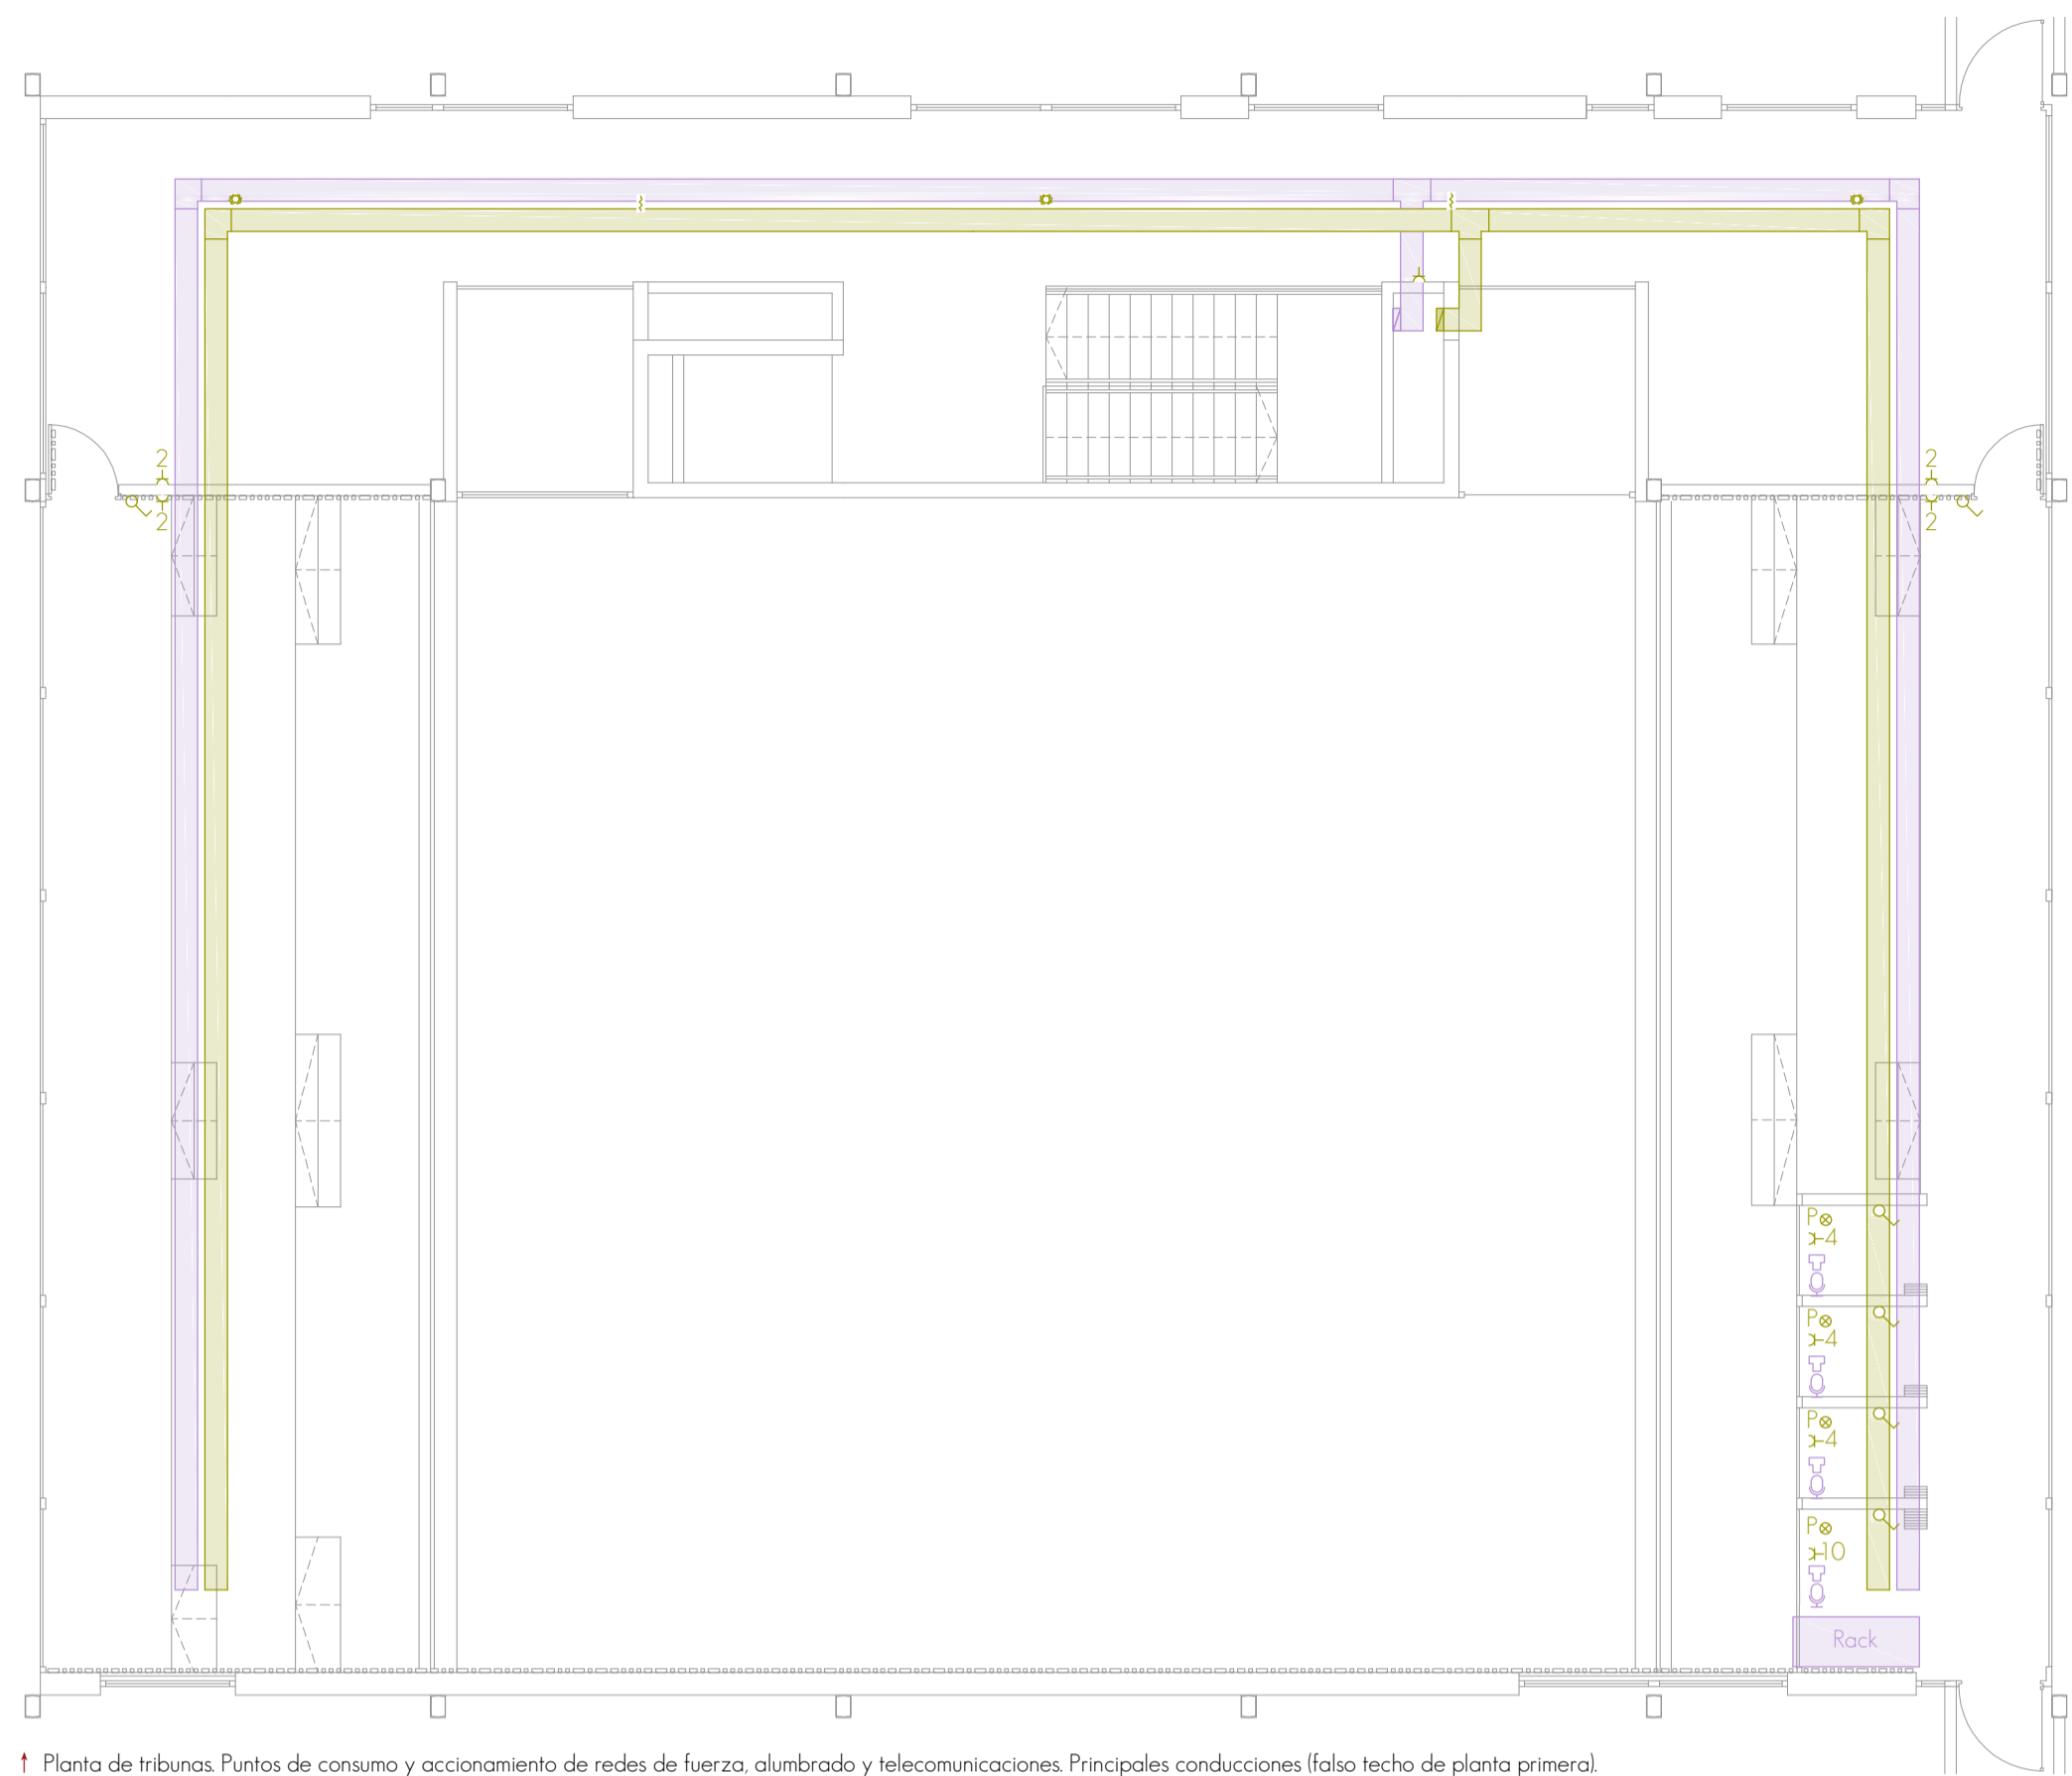 2 2
2 2
P
4
P
4
P
4
P
10
Rack
Planta de tribunas. Puntos de consumo y accionamiento de redes de fuerza, alumbrado y telecomunicaciones. Principales conducciones (falso techo de planta primera).